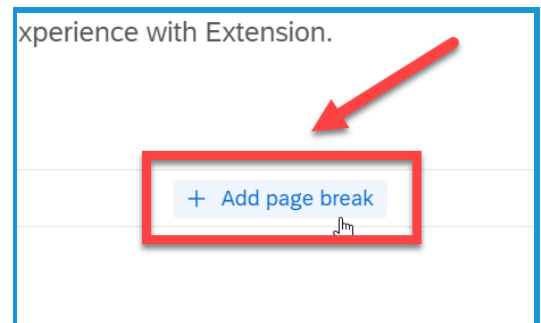 xperience with Extension.
+ Add page break